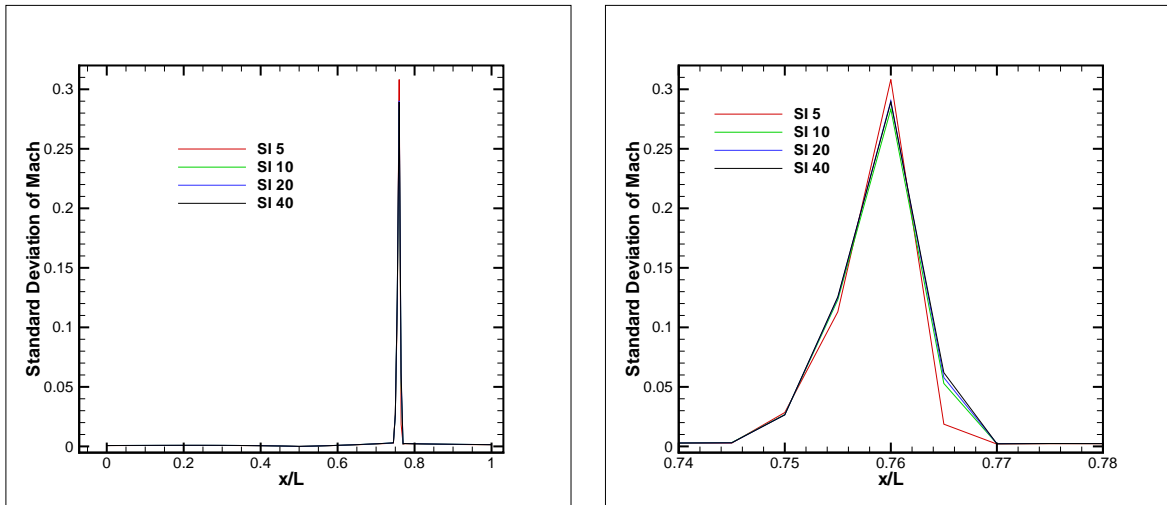 Standard Deviation of Mach
0.3
0.25
0.2
0.15
0.1
0.05
0
0 0.2 0.4 0.6 0.8 1
x/L
SI 5
SI 10
SI 20
SI 40
Standard Deviation of Mach
0.3
0.25
0.2
0.15
0.1
0.05
0
0.74 0.75 0.76 0.77 0.78
x/L
SI 5
SI 10
SI 20
SI 40